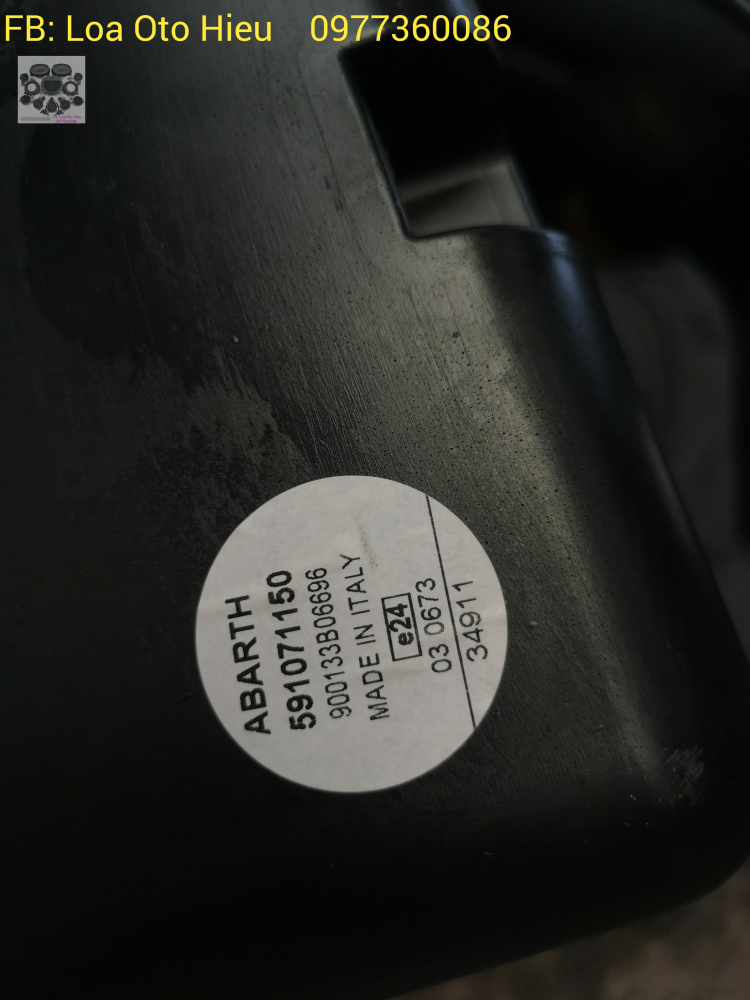 FB: Loa Oto Hieu 0977360086
ABARTH
591071150
900133B06696
MADE IN ITALY
e24
03 0673
34911